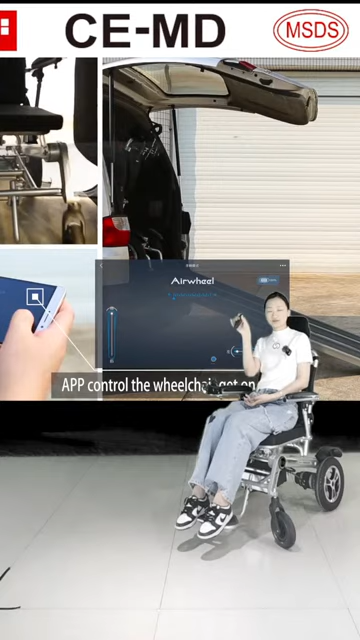 CE-MD
MSDS
Airwheel
APP control the wheelchair, get on